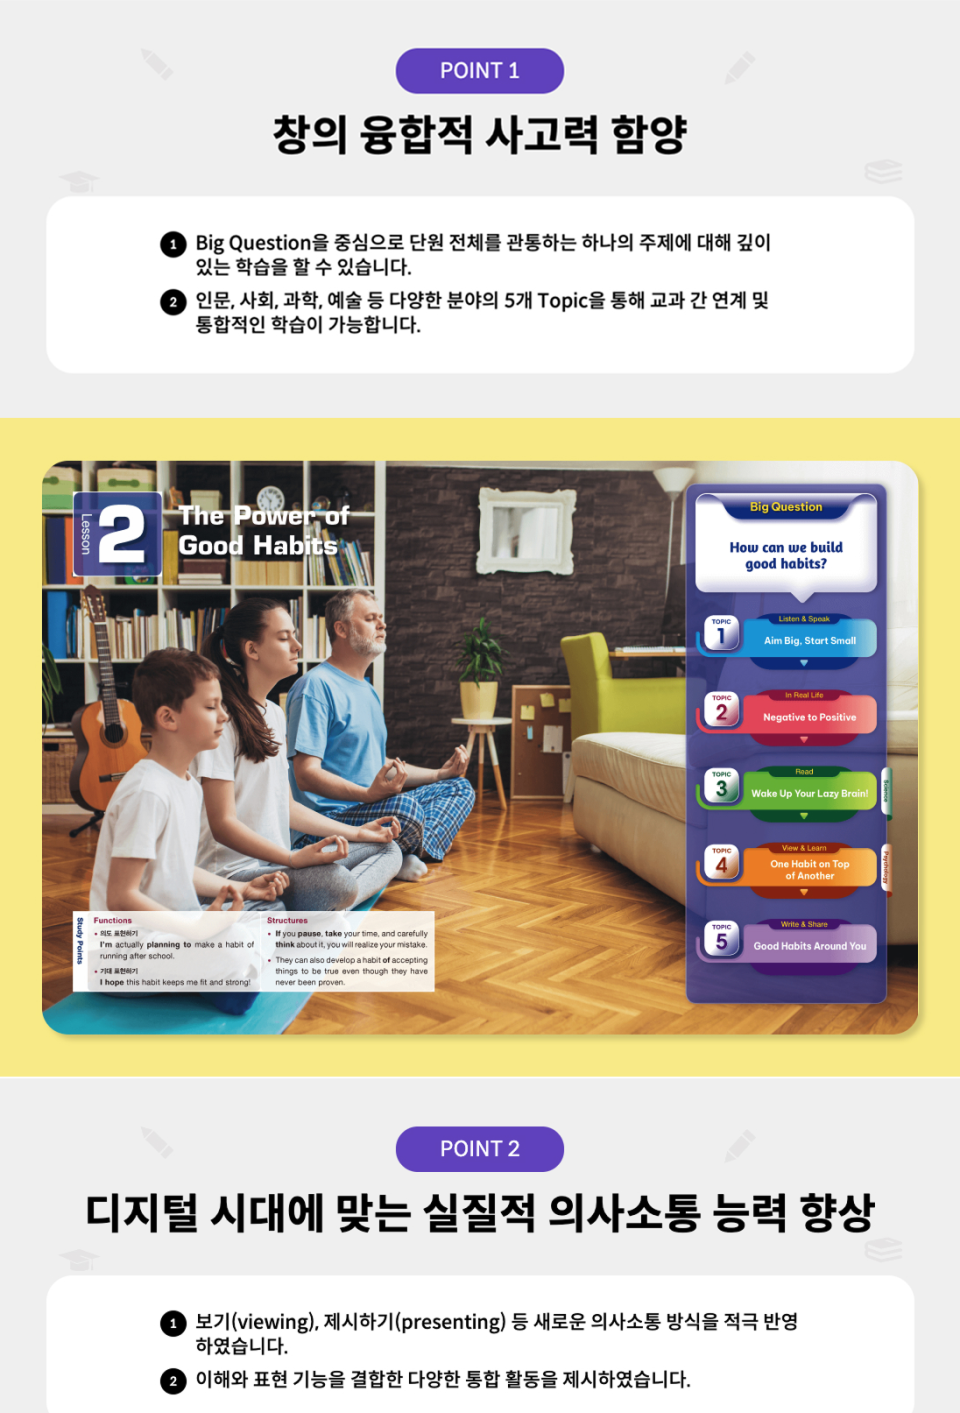 POINT 1
창의 융합적 사고력 함양
1 Big Question을 중심으로 단원 전체를 관통하는 하나의 주제에 대해 깊이
있는 학습을 할 수 있습니다.
2 인문, 사회, 과학, 예술 등 다양한 분야의 5개 Topic을 통해 교과 간 연계 및
통합적인 학습이 가능합니다.
Lesson 2
The Power of
Good Habits
Big Question
How can we build
good habits?
TOPIC 1
Listen & Speak
Aim Big, Start Small
TOPIC 2
In Real Life
Negative to Positive
TOPIC 3
Read
Wake Up Your Lazy Brain!
Science
TOPIC 4
View & Learn
One Habit on Top
of Another
Psychology
TOPIC 5
Write & Share
Good Habits Around You
Study Points
Functions
• 의도 표현하기
I'm actually planning to make a habit of
running after school.
• 기대 표현하기
I hope this habit keeps me fit and strong!
Structures
• If you pause, take your time, and carefully
think about it, you will realize your mistake.
• They can also develop a habit of accepting
things to be true even though they have
never been proven.
POINT 2
디지털 시대에 맞는 실질적 의사소통 능력 향상
1 보기(viewing), 제시하기(presenting) 등 새로운 의사소통 방식을 적극 반영
하였습니다.
2 이해와 표현 기능을 결합한 다양한 통합 활동을 제시하였습니다.